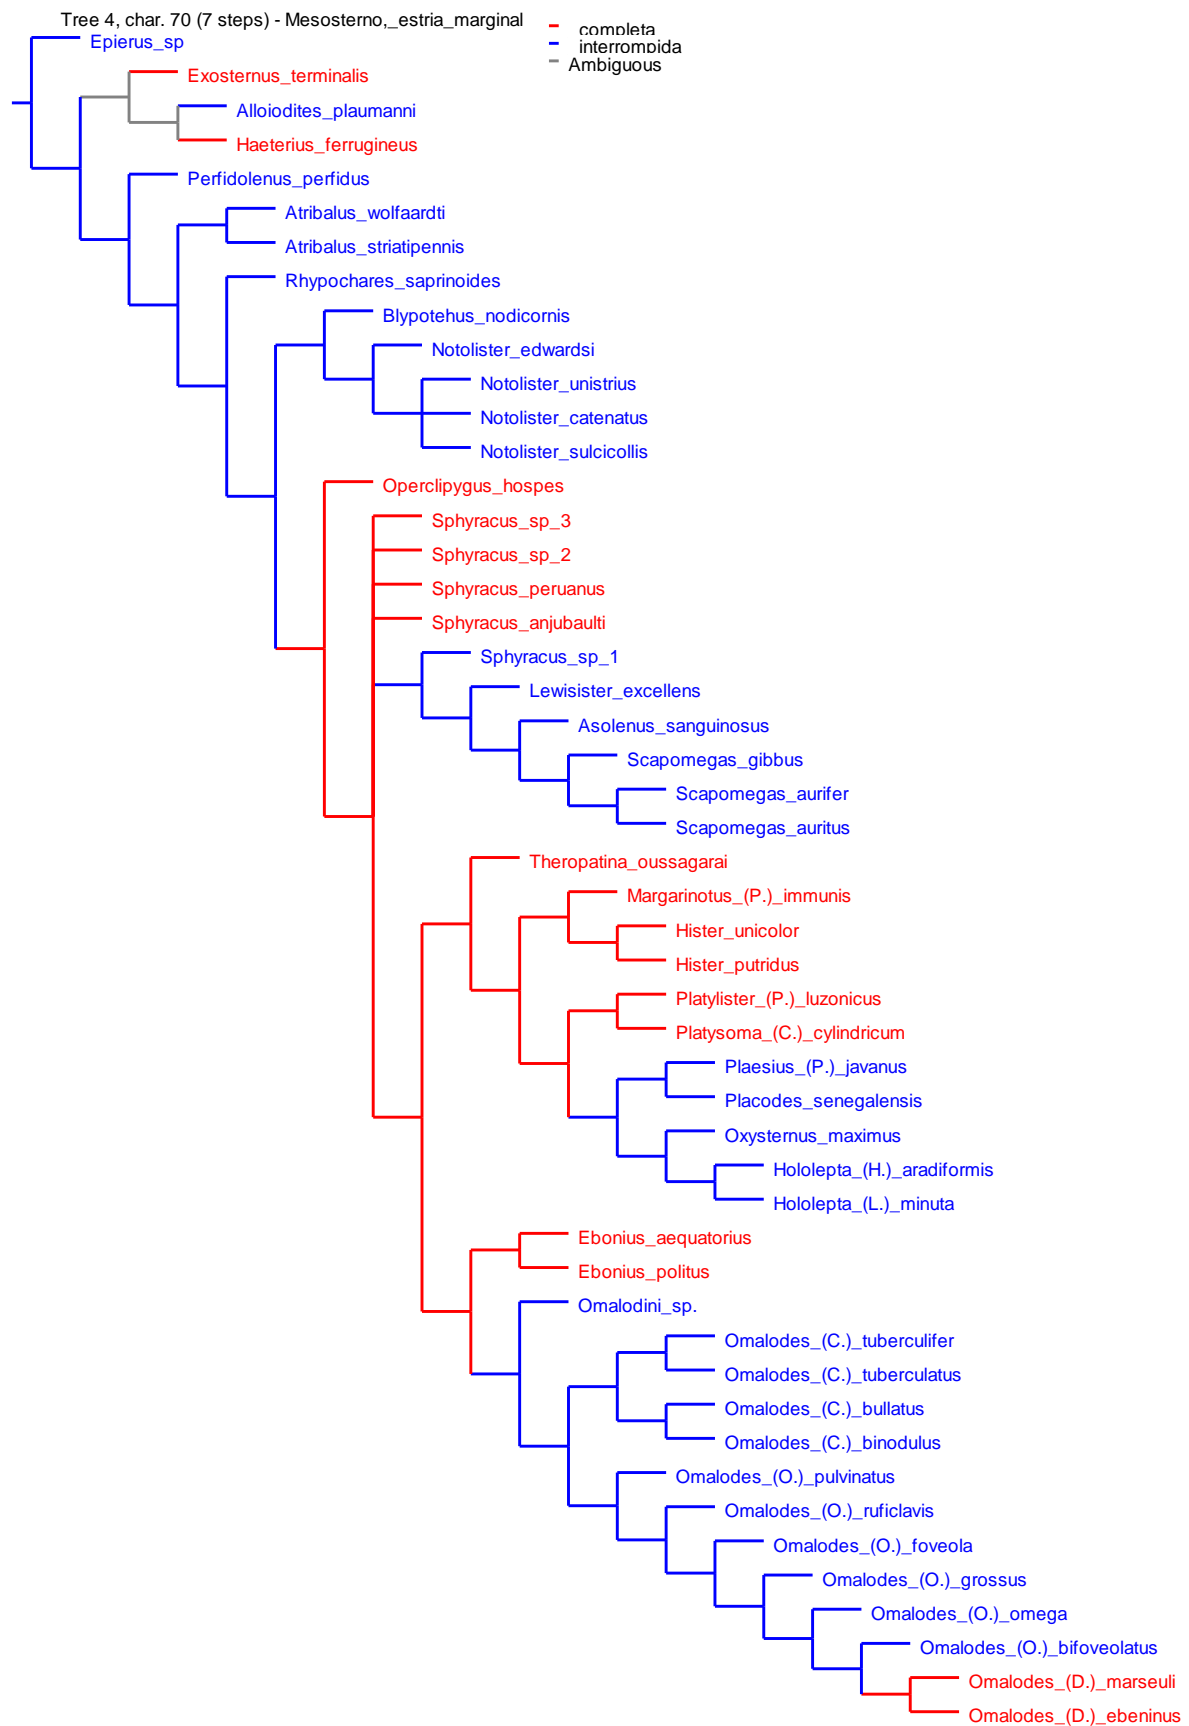 Tree 4, char. 70 (7 steps) - Mesosterno,_estria_marginal
completa
interrompida
Ambiguous
Epierus_sp
Exosternus_terminalis
Alloiodites_plaumanni
Haeterius_ferrugineus
Perfidolenus_perfidus
Atribalus_wolfaardti
Atribalus_striatipennis
Rhypochares_saprinoides
Blypotehus_nodicornis
Notolister_edwardsi
Notolister_unistrius
Notolister_catenatus
Notolister_sulcicollis
Operclipygus_hospes
Sphyracus_sp_3
Sphyracus_sp_2
Sphyracus_peruanus
Sphyracus_anjubaulti
Sphyracus_sp_1
Lewisister_excellens
Asolenus_sanguinosus
Scapomegas_gibbus
Scapomegas_aurifer
Scapomegas_auritus
Theropatina_oussagarai
Margarinotus_(P.)_immunis
Hister_unicolor
Hister_putridus
Platylister_(P.)_luzonicus
Platysoma_(C.)_cylindricum
Plaesius_(P.)_javanus
Placodes_senegalensis
Oxysternus_maximus
Hololepta_(H.)_aradiformis
Hololepta_(L.)_minuta
Ebonius_aequatorius
Ebonius_politus
Omalodini_sp.
Omalodes_(C.)_tuberculifer
Omalodes_(C.)_tuberculatus
Omalodes_(C.)_bullatus
Omalodes_(C.)_binodulus
Omalodes_(O.)_pulvinatus
Omalodes_(O.)_ruficlavis
Omalodes_(O.)_foveola
Omalodes_(O.)_grossus
Omalodes_(O.)_omega
Omalodes_(O.)_bifoveolatus
Omalodes_(D.)_marseuli
Omalodes_(D.)_ebeninus